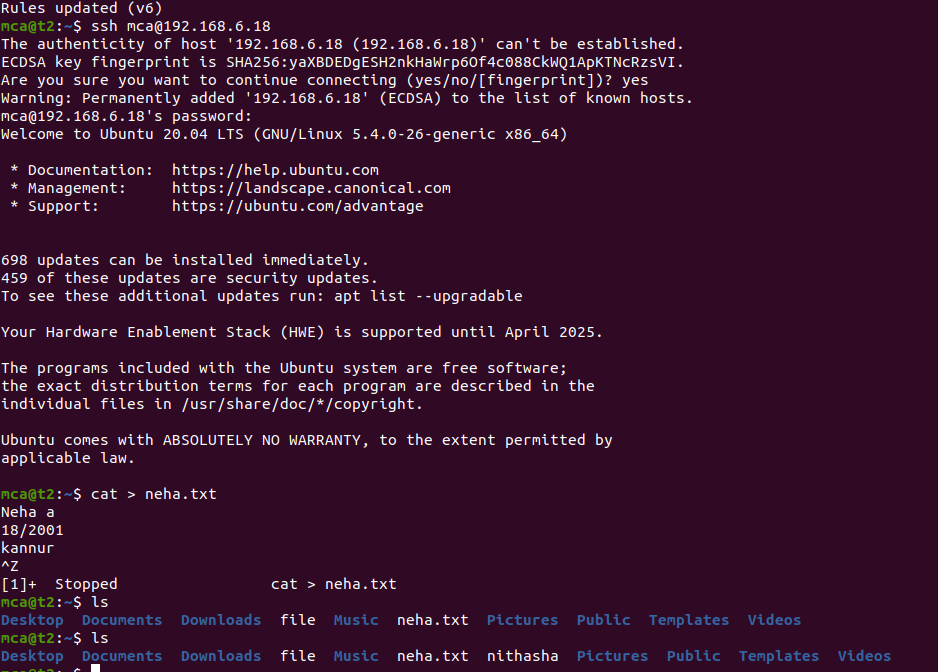 Rules updated (v6)
mca@t2:~$ ssh mca@192.168.6.18
The authenticity of host '192.168.6.18 (192.168.6.18)' can't be established.
ECDSA key fingerprint is SHA256:yaXBDEDgESH2nkHaWrp6Of4c088CkWQ1ApKTNcRzsVI.
Are you sure you want to continue connecting (yes/no/[fingerprint])? yes
Warning: Permanently added '192.168.6.18' (ECDSA) to the list of known hosts.
mca@192.168.6.18's password:
Welcome to Ubuntu 20.04 LTS (GNU/Linux 5.4.0-26-generic x86_64)
* Documentation:  https://help.ubuntu.com
* Management:     https://landscape.canonical.com
* Support:        https://ubuntu.com/advantage
698 updates can be installed immediately.
459 of these updates are security updates.
To see these additional updates run: apt list --upgradable
Your Hardware Enablement Stack (HWE) is supported until April 2025.
The programs included with the Ubuntu system are free software;
the exact distribution terms for each program are described in the
individual files in /usr/share/doc/*/copyright.
Ubuntu comes with ABSOLUTELY NO WARRANTY, to the extent permitted by
applicable law.
mca@t2:~$ cat > neha.txt
Neha a
18/2001
kannur
^Z
[1]+  Stopped                 cat > neha.txt
mca@t2:~$ ls
Desktop  Documents  Downloads  file  Music  neha.txt  Pictures  Public  Templates  Videos
mca@t2:~$ ls
Desktop  Documents  Downloads  file  Music  neha.txt  nithasha  Pictures  Public  Templates  Videos
mca@t2:~$